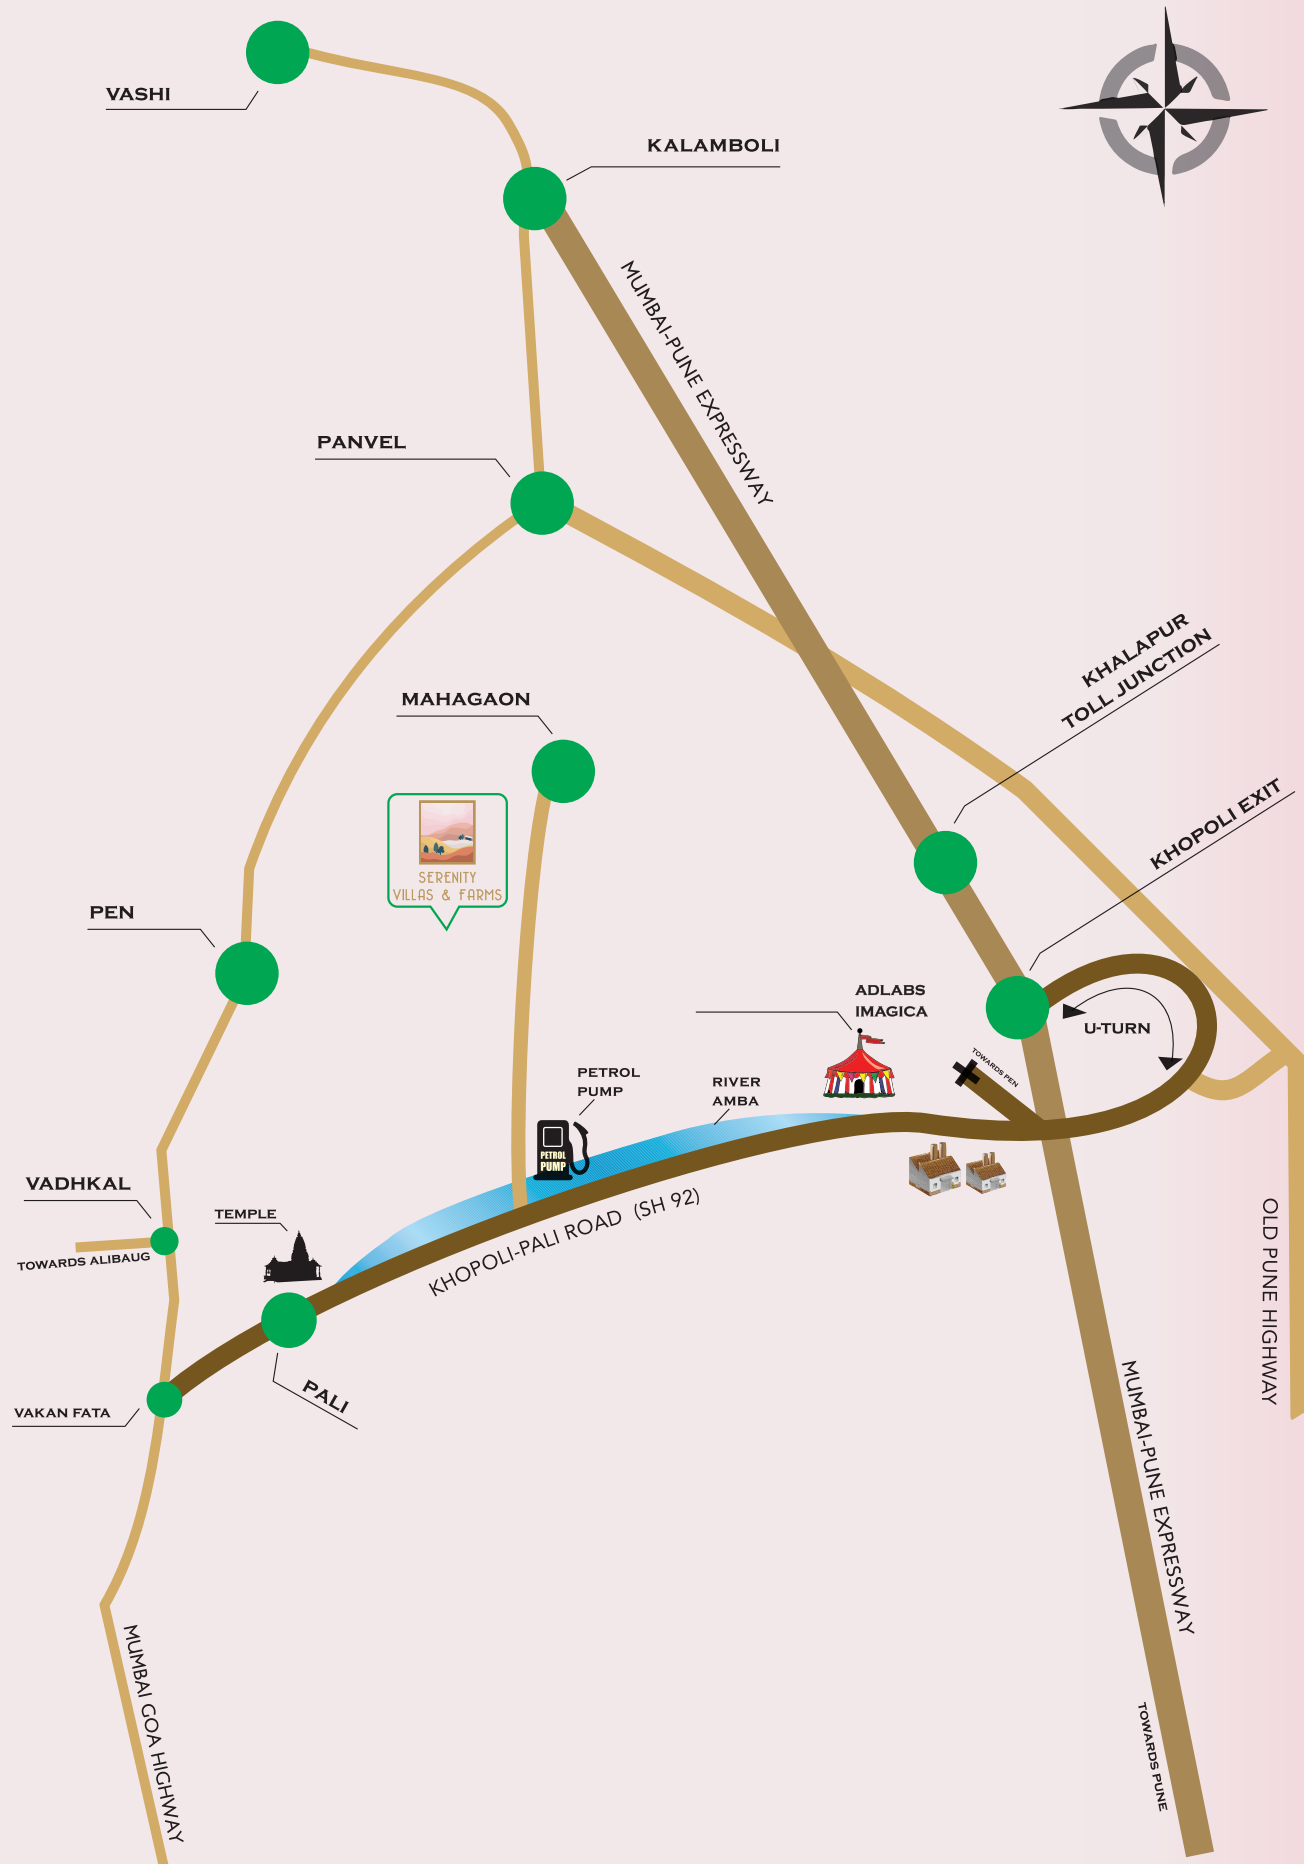 VASHI
KALAMBOLI
MUMBAI-PUNE EXPRESSWAY
PANVEL
KHALAPUR
TOLL JUNCTION
MAHAGAON
KHOPOLI EXIT
SERENITY
VILLAS & FARMS
PEN
ADLABS
IMAGICA
U-TURN
TOWARDS PEN
PETROL
PUMP
RIVER
AMBA
PETROL
PUMP
VADHKAL
TEMPLE
TOWARDS ALIBAUG
KHOPOLI-PALI ROAD (SH 92)
OLD PUNE HIGHWAY
PALI
VAKAN FATA
MUMBAI-PUNE EXPRESSWAY
MUMBAI GOA HIGHWAY
TOWARDS PUNE